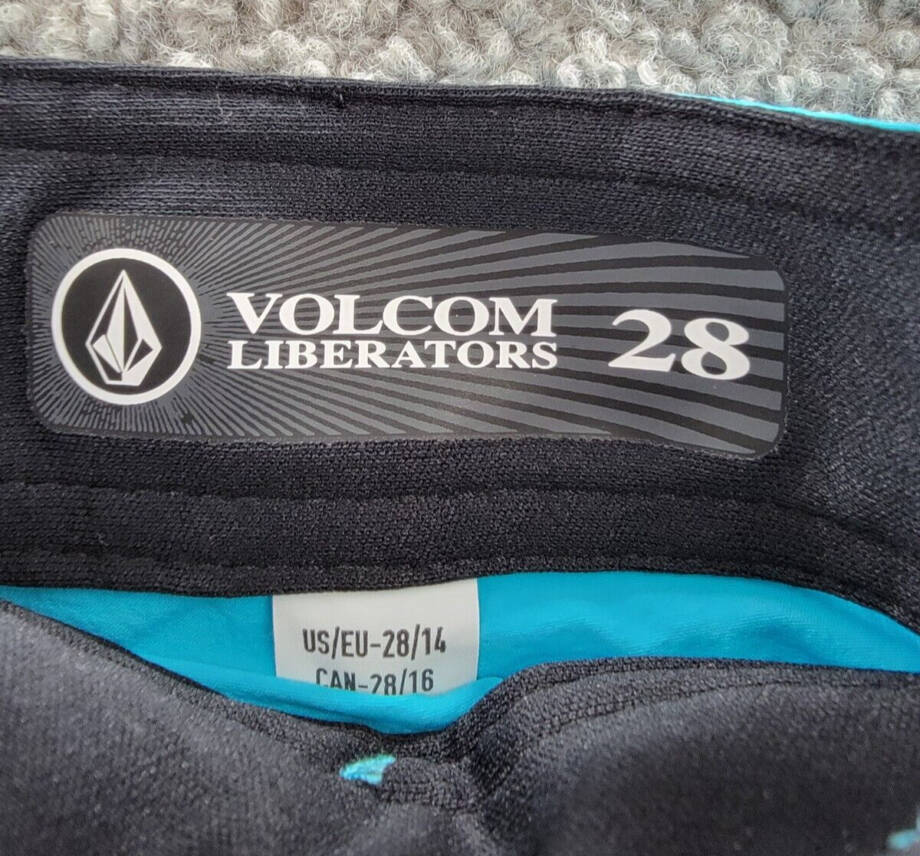 VOLCOM
LIBERATORS
28
US/EU-28/14
CAN-28/16